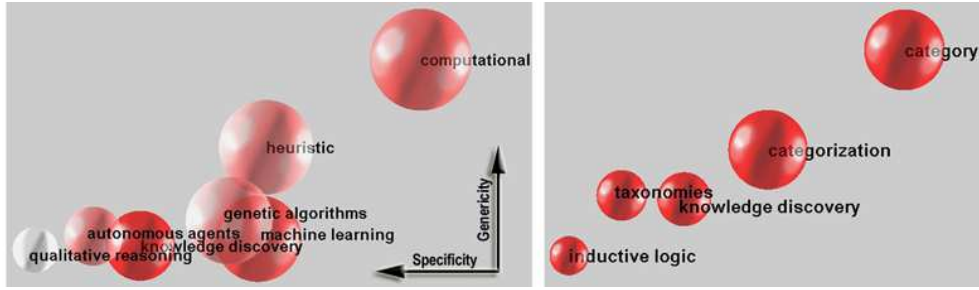 computational
heuristic
genetic algorithms
autonomous agents
machine learning
knowledge discovery
qualitative reasoning
Genericity
Specificity
category
categorization
taxonomies
knowledge discovery
inductive logic